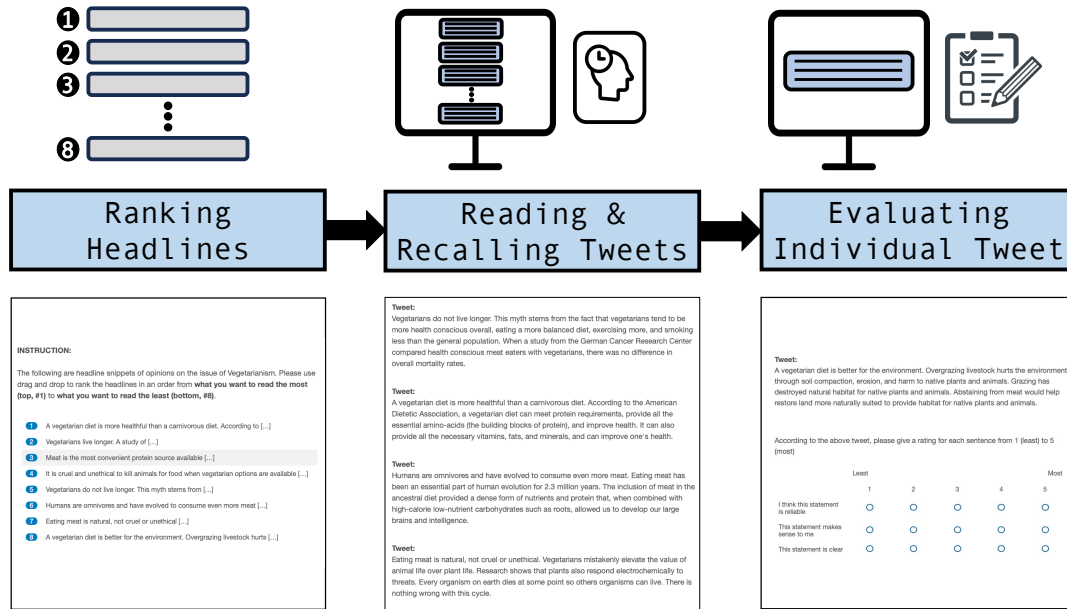 1
2
3
8
Ranking
Headlines
Reading &
Recalling Tweets
Evaluating
Individual Tweet
INSTRUCTION:
The following are headline snippets of opinions on the issue of Vegetarianism. Please use
drag and drop to rank the headlines in an order from what you want to read the most
(top, #1) to what you want to read the least (bottom, #8).
1 A vegetarian diet is more healthful than a carnivorous diet. According to [...]
2 Vegetarians live longer. A study of [...]
3 Meat is the most convenient protein source available [...]
4 It is cruel and unethical to kill animals for food when vegetarian options are available [...]
5 Vegetarians do not live longer. This myth stems from [...]
6 Humans are omnivores and have evolved to consume even more meat [...]
7 Eating meat is natural, not cruel or unethical [...]
8 A vegetarian diet is better for the environment. Overgrazing livestock hurts [...]
Tweet:
Vegetarians do not live longer. This myth stems from the fact that vegetarians tend to be
more health conscious overall, eating a more balanced diet, exercising more, and smoking
less than the general population. When a study from the German Cancer Research Center
compared health conscious meat eaters with vegetarians, there was no difference in
overall mortality rates.
Tweet:
A vegetarian diet is more healthful than a carnivorous diet. According to the American
Dietetic Association, a vegetarian diet can meet protein requirements, provide all the
essential amino-acids (the building blocks of protein), and improve health. It can also
provide all the necessary vitamins, fats, and minerals, and can improve one's health.
Tweet:
Humans are omnivores and have evolved to consume even more meat. Eating meat has
been an essential part of human evolution for 2.3 million years. The inclusion of meat in the
ancestral diet provided a dense form of nutrients and protein that, when combined with
high-calorie low-nutrient carbohydrates such as roots, allowed us to develop our large
brains and intelligence.
Tweet:
Eating meat is natural, not cruel or unethical. Vegetarians mistakenly elevate the value of
animal life over plant life. Research shows that plants also respond electrochemically to
threats. Every organism on earth dies at some point so others organisms can live. There is
nothing wrong with this cycle.
Tweet:
A vegetarian diet is better for the environment. Overgrazing livestock hurts the environment
through soil compaction, erosion, and harm to native plants and animals. Grazing has
destroyed natural habitat for native plants and animals. Abstaining from meat would help
restore land more naturally suited to provide habitat for native plants and animals.
According to the above tweet, please give a rating for each sentence from 1 (least) to 5
(most)
Least Most
1 2 3 4 5
I think this statement
is reliable
This statement makes
sense to me
This statement is clear